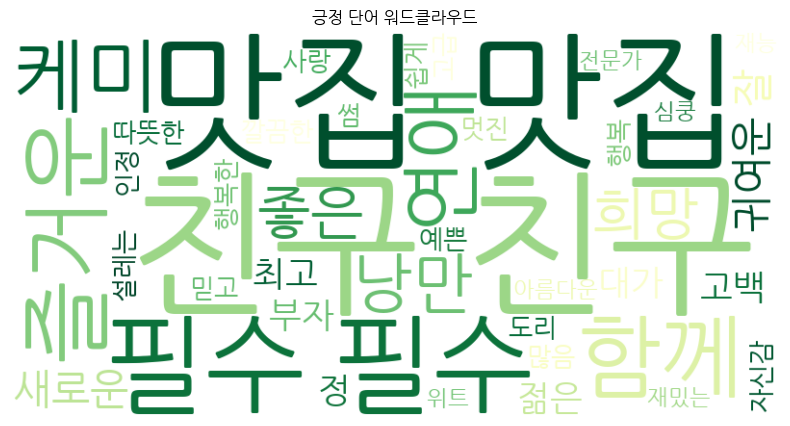 긍정 단어 워드클라우드
케미 맛집 맛집
사랑 쉽게 전문가
잘
따뜻한 썸 멋진 심쿵
연애
행복
인정
귀여운
즐거운
친구 친구
행복한
좋은 희망
예쁜
설레는
최고 낭만
믿고 아름다운 대가 고백
부자
필수 필수 도리 함께
많음
새로운 정 위트 젊은 재밌는
자신감